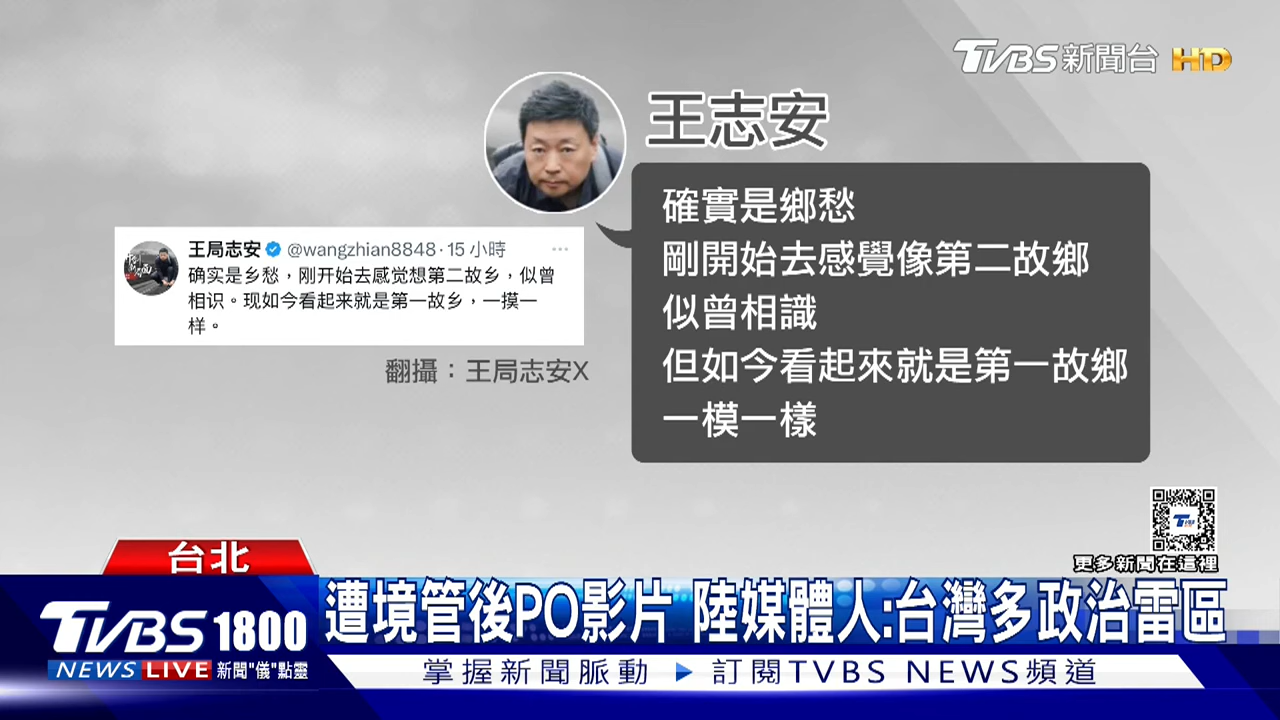 TVBS新聞台 HD
王志安
確實是鄉愁
剛開始去感覺像第二故鄉
似曾相識
但如今看起來就是第一故鄉
一模一樣
王局志安 @wangzhian8848·15 小時
确实是乡愁，刚开始去感觉想第二故乡，似曾
相识。现如今看起来就是第一故乡，一摸一
样。
翻攝：王局志安X
TVBS
更多新聞在這裡
台北
遭境管後PO影片 陸媒體人:台灣多政治雷區
TVBS 1800
NEWS LIVE 新聞"儀"點靈
掌握新聞脈動 ▶ 訂閱TVBS NEWS頻道